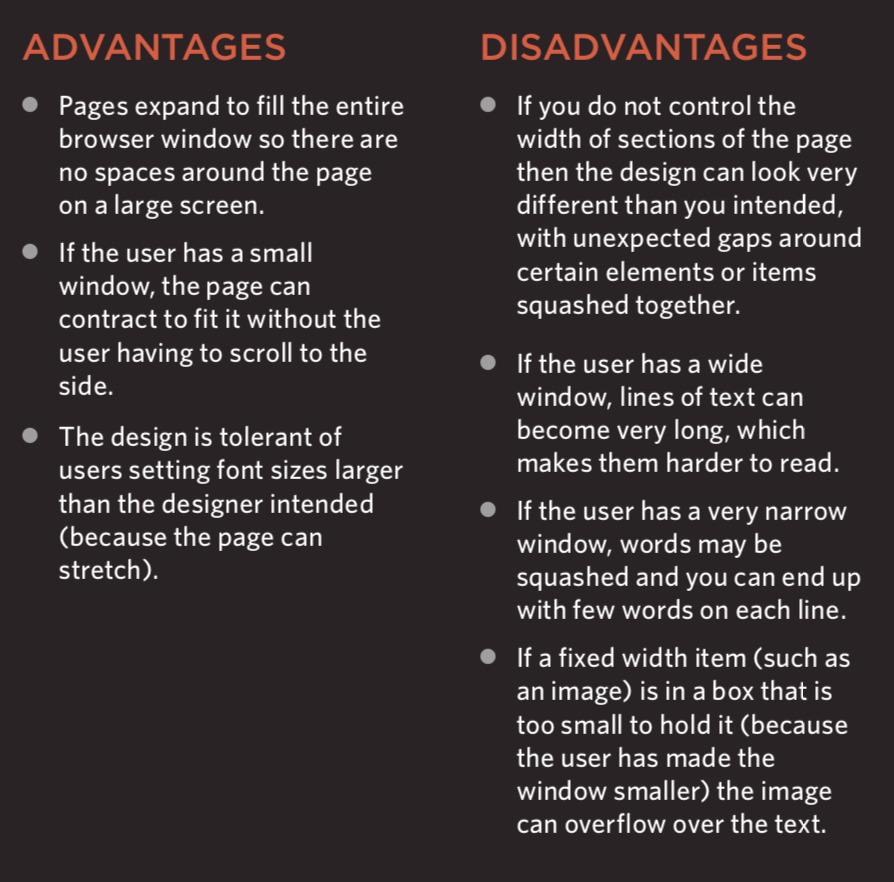 ADVANTAGES
Pages expand to fill the entire
browser window so there are
no spaces around the page
on a large screen.
If the user has a small
window, the page can
contract to fit it without the
user having to scroll to the
side.
The design is tolerant of
users setting font sizes larger
than the designer intended
(because the page can
stretch).
DISADVANTAGES
If you do not control the
width of sections of the page
then the design can look very
different than you intended,
with unexpected gaps around
certain elements or items
squashed together.
If the user has a wide
window, lines of text can
become very long, which
makes them harder to read.
If the user has a very narrow
window, words may be
squashed and you can end up
with few words on each line.
If a fixed width item (such as
an image) is in a box that is
too small to hold it (because
the user has made the
window smaller) the image
can overflow over the text.